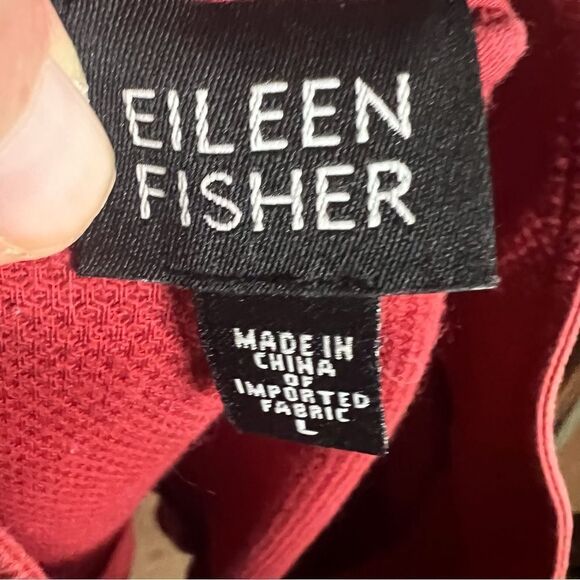 EILEEN
FISHER
MADE IN
CHINA
OF
IMPORTED
FABRIC
L